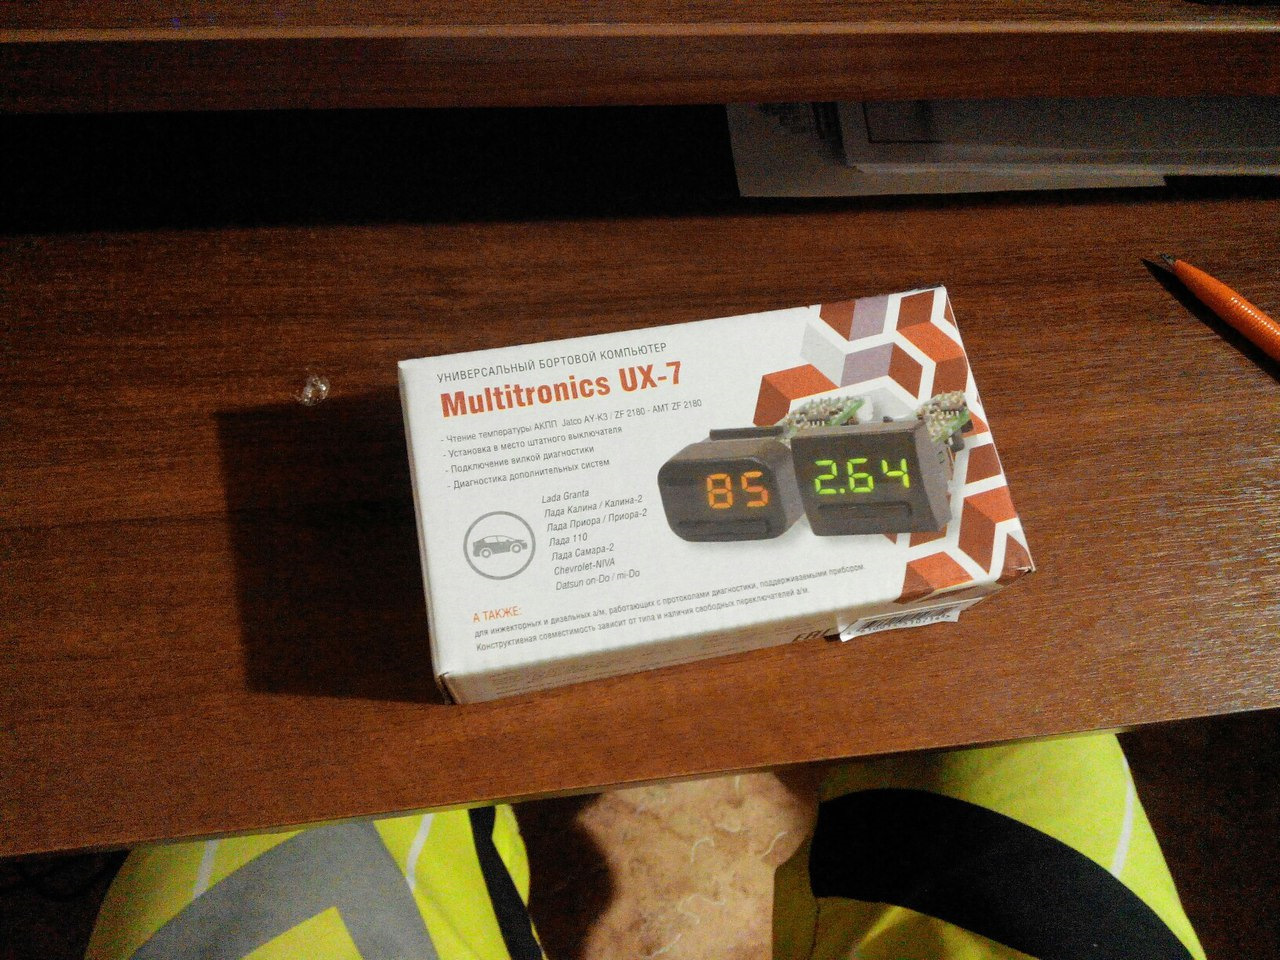 УНИВЕРСАЛЬНЫЙ БОРТОВОЙ КОМПЬЮТЕР
Multitronics UX-7
- Чтение температуры АКПП Jatco AY-K3 / ZF 2180 - АМТ ZF 2180
- Установка в место штатного выключателя
- Подключение вилкой диагностики
- Диагностика дополнительных систем
Lada Granta
Лада Калина / Калина-2
Лада Приора / Приора-2
Лада 110
Лада Самара-2
Chevrolet-NIVA
Datsun on-Do / mi-Do
85
2.64
А ТАКЖЕ:
для инжекторных и дизельных а/м, работающих с протоколами диагностики, поддерживаемыми прибором.
Конструктивная совместимость зависит от типа и наличия свободных переключателей а/м.